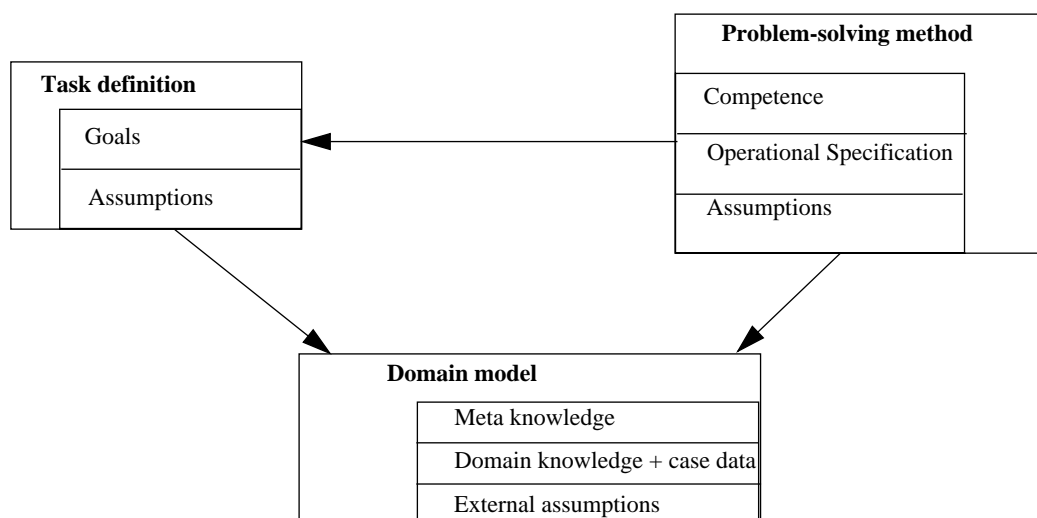 Problem-solving method
Competence
Operational Specification
Assumptions
Task definition
Goals
Assumptions
Domain model
Meta knowledge
Domain knowledge + case data
External assumptions